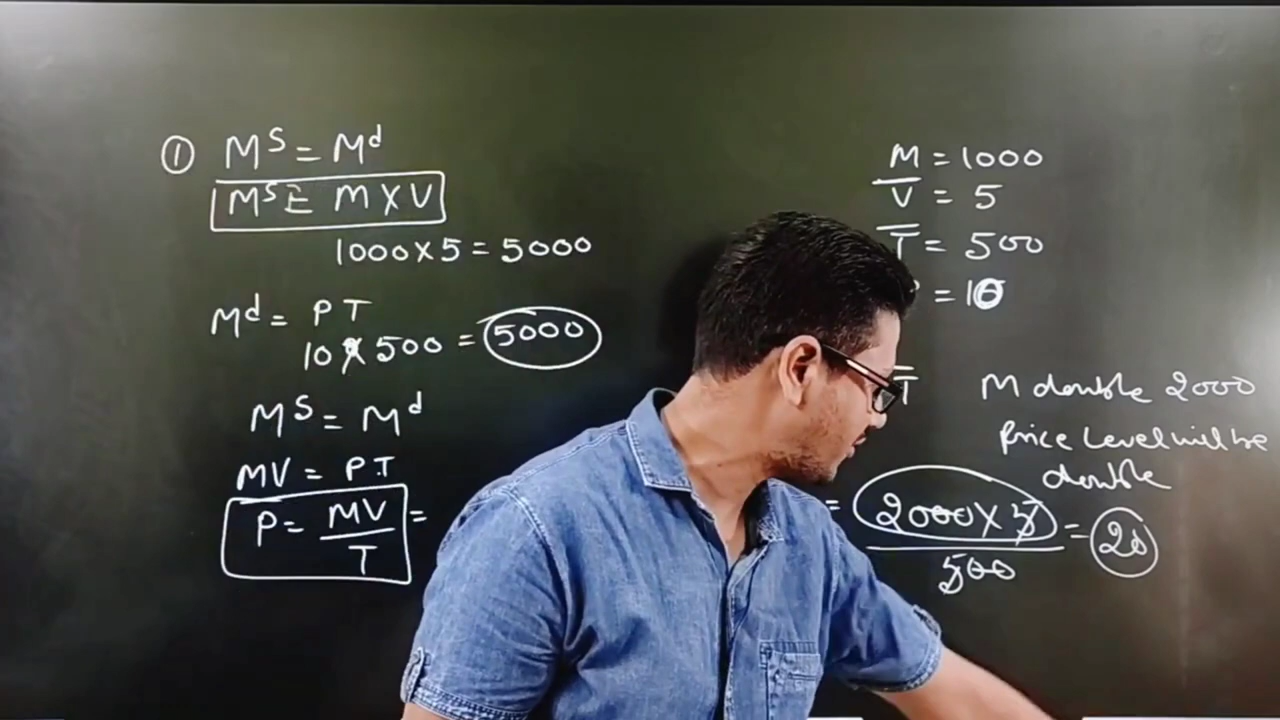 ① Mˢ = Mᵈ
Mˢ = M X V
1000 X 5 = 5000
Mᵈ = P T
10 X 500 = 5000
Mˢ = Mᵈ
MV = P.T
P = MV =
T
M = 1000
V = 5
T = 500
= 10
T
M double 2000
Price Level will be
double
= 2000 X 5 = 20
500